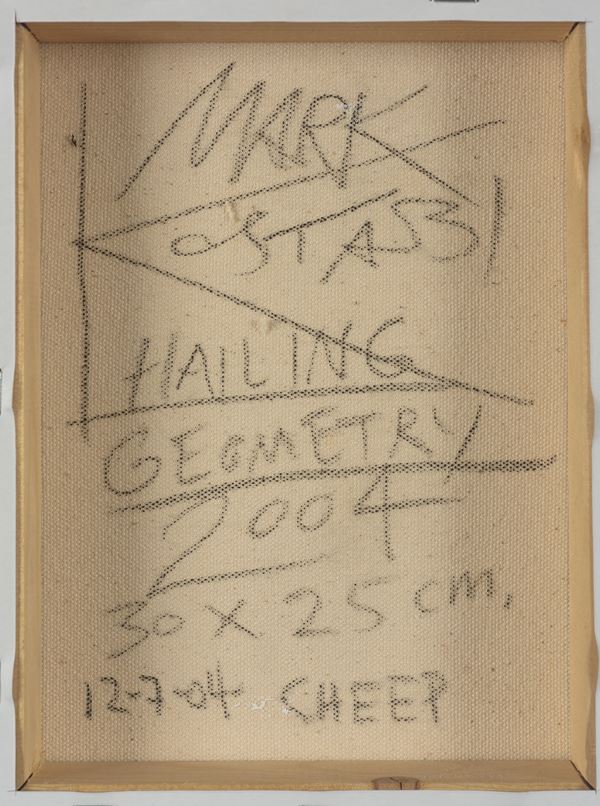 MARK
KOSTABI
HAILING
GEOMETRY
2004
30 x 25 cm,
12-7-04 SHEEP